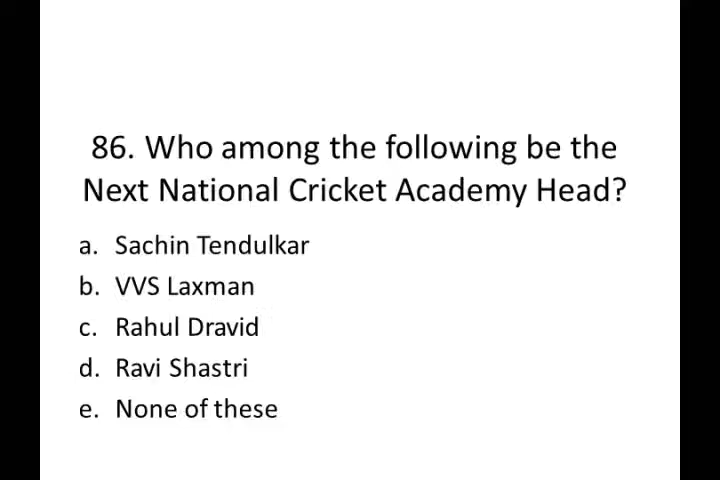 86. Who among the following be the
Next National Cricket Academy Head?
a. Sachin Tendulkar
b. VVS Laxman
c. Rahul Dravid
d. Ravi Shastri
e. None of these